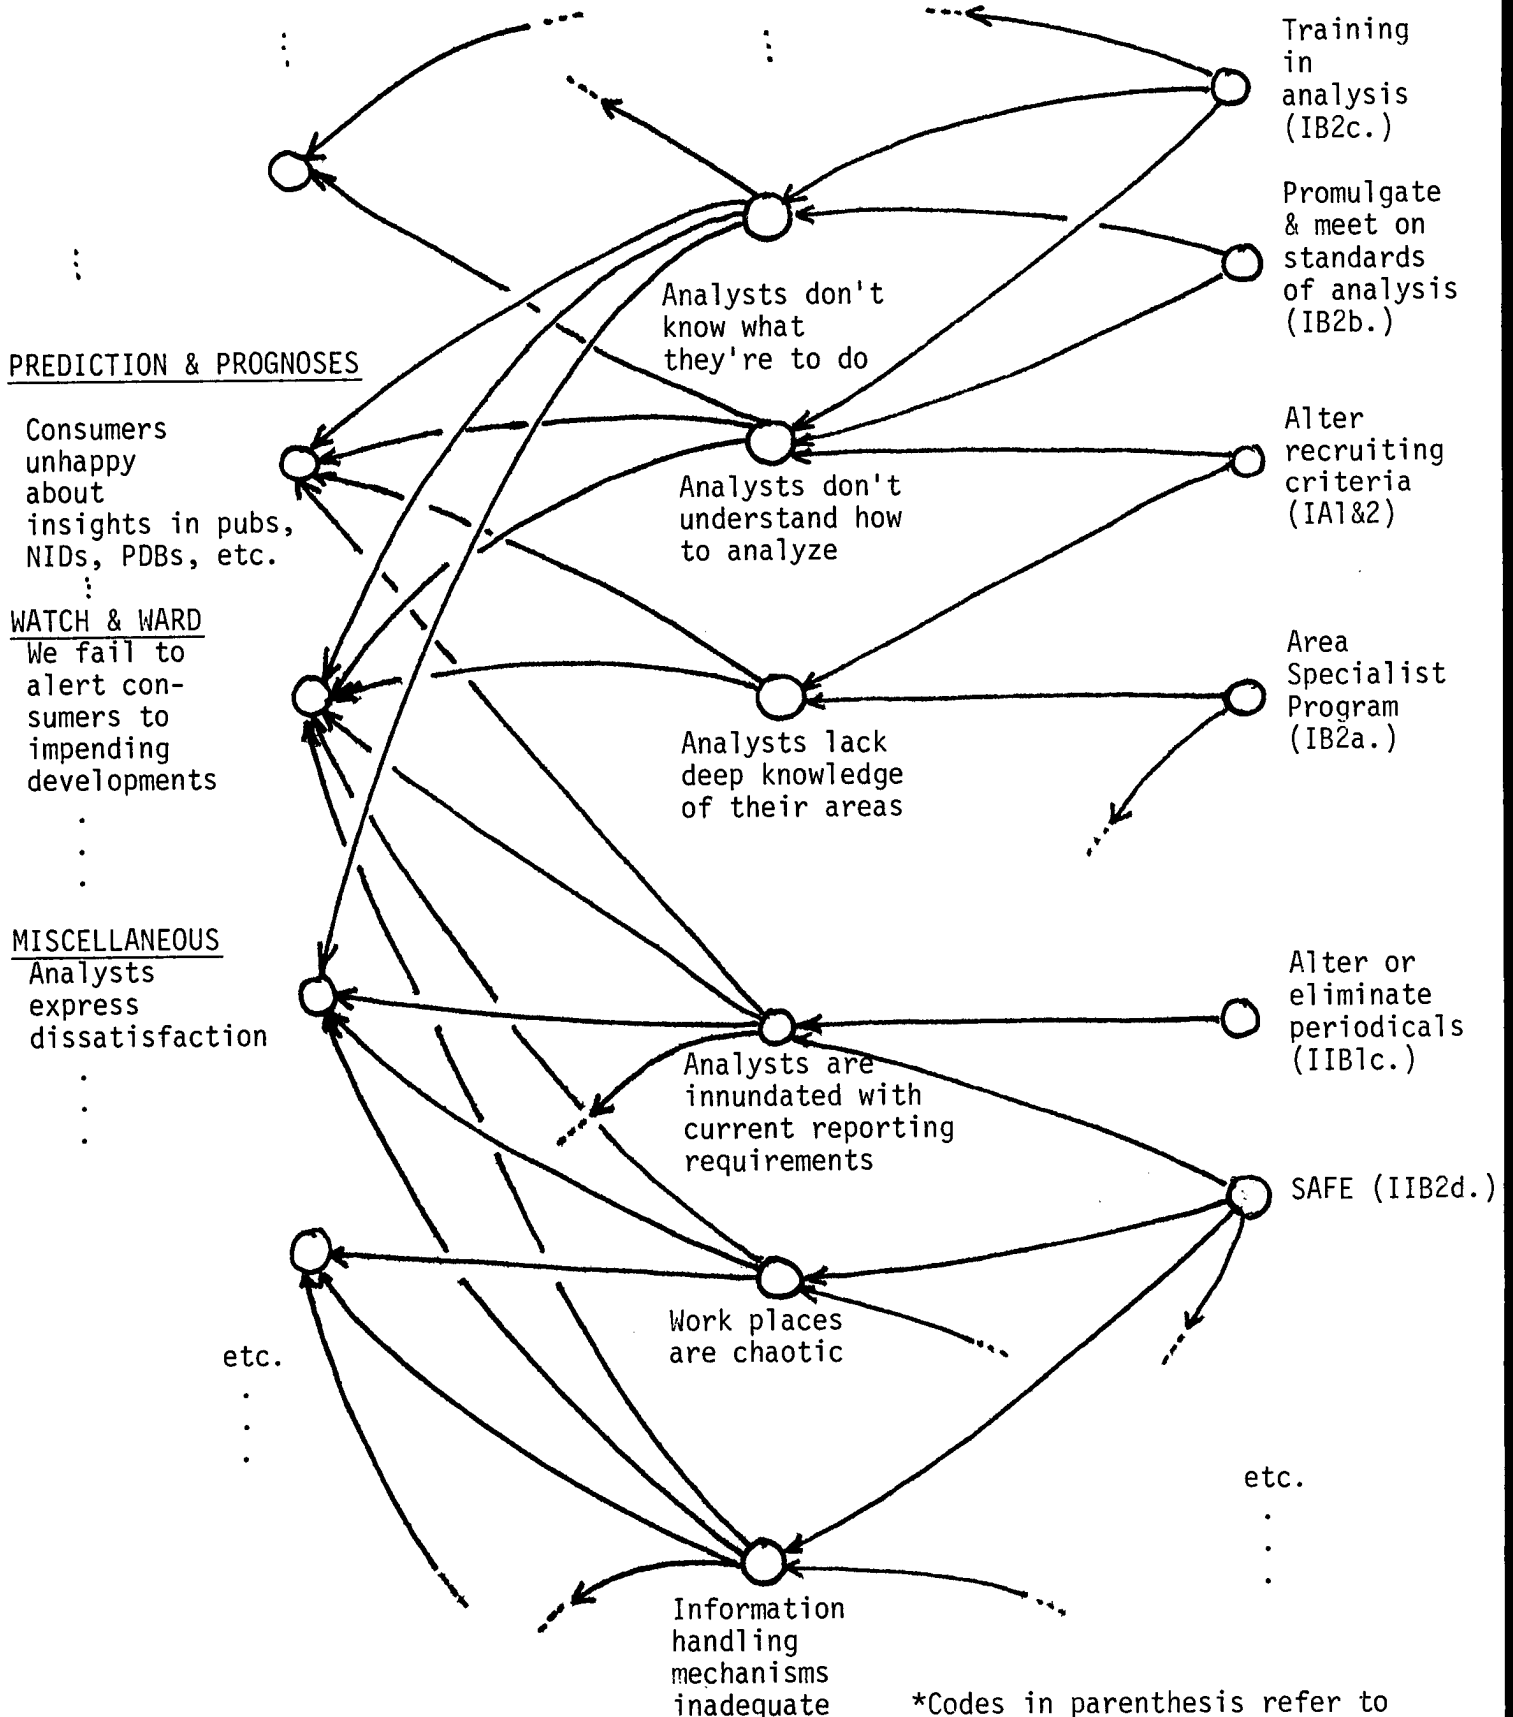 Training
in
analysis
(IB2c.)
Promulgate
& meet on
standards
of analysis
(IB2b.)
Analysts don't
know what
they're to do
PREDICTION & PROGNOSES
Consumers
unhappy
about
insights in pubs,
NIDs, PDBs, etc.
Alter
recruiting
criteria
(IA1&2)
Analysts don't
understand how
to analyze
WATCH & WARD
We fail to
alert con-
sumers to
impending
developments
Area
Specialist
Program
(IB2a.)
Analysts lack
deep knowledge
of their areas
MISCELLANEOUS
Analysts
express
dissatisfaction
Alter or
eliminate
periodicals
(IIB1c.)
Analysts are
innundated with
current reporting
requirements
SAFE (IIB2d.)
Work places
are chaotic
etc.
etc.
Information
handling
mechanisms
inadequate
*Codes in parenthesis refer to